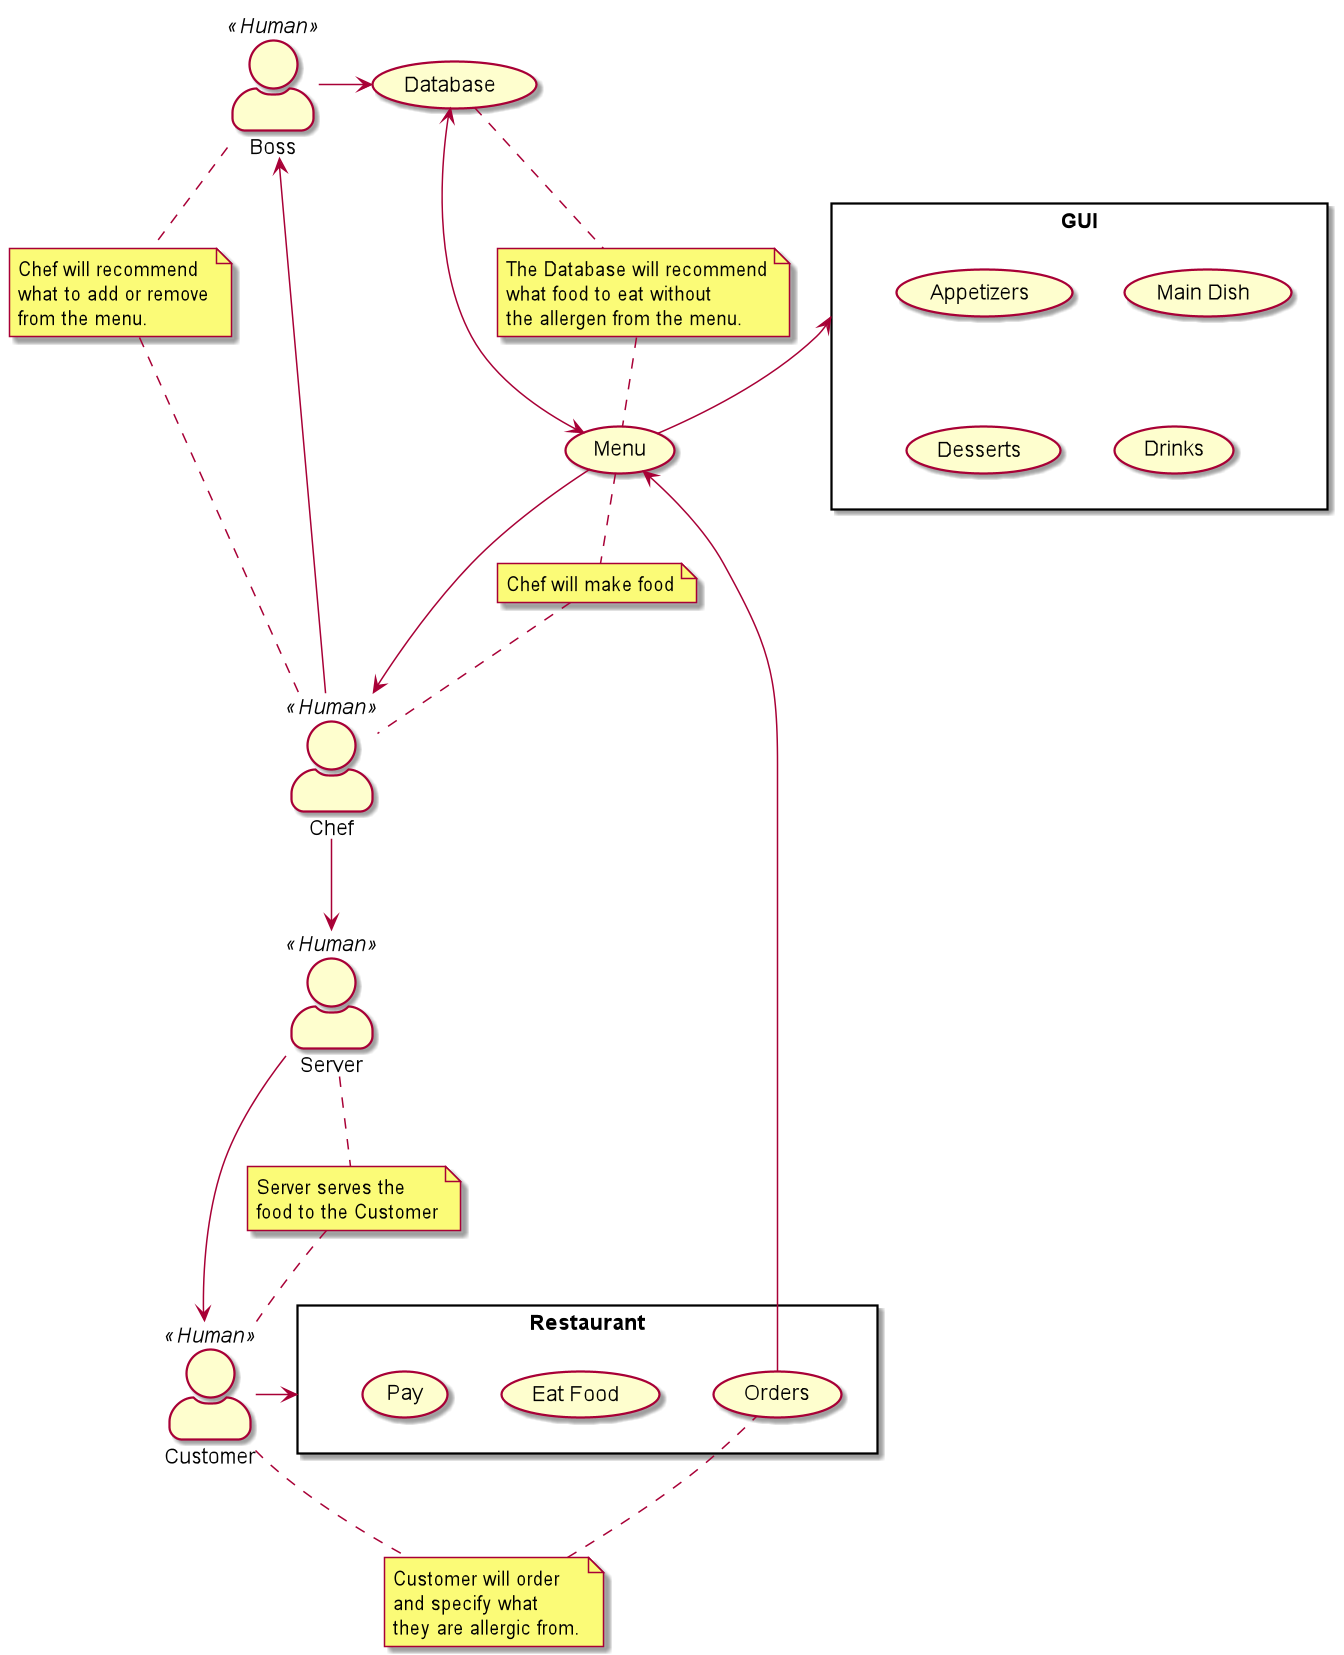 «Human»
Boss
Database
GUI
Chef will recommend
what to add or remove
from the menu.
The Database will recommend
what food to eat without
the allergen from the menu.
Appetizers
Main Dish
Menu
Desserts
Drinks
Chef will make food
«Human»
Chef
«Human»
Server
Server serves the
food to the Customer
«Human»
Customer
Restaurant
Pay
Eat Food
Orders
Customer will order
and specify what
they are allergic from.